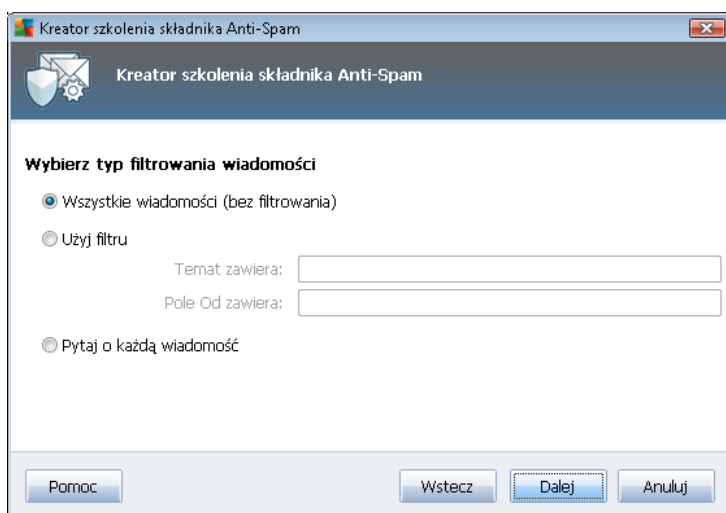 Kreator szkolenia składnika Anti-Spam
Kreator szkolenia składnika Anti-Spam
Wybierz typ filtrowania wiadomości
Wszystkie wiadomości (bez filtrowania)
Użyj filtru
Temat zawiera:
Pole Od zawiera:
Pytaj o każdą wiadomość
Pomoc Wstecz Dalej Anuluj